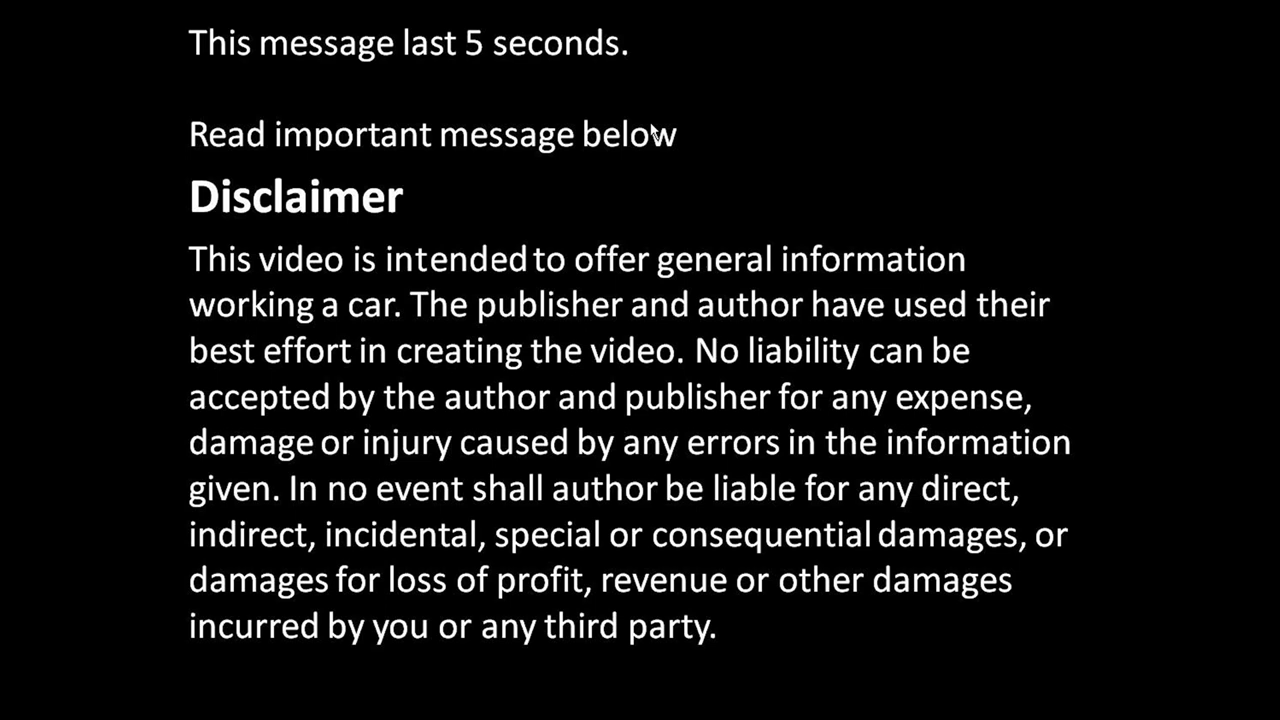 This message last 5 seconds.
Read important message below
Disclaimer
This video is intended to offer general information
working a car. The publisher and author have used their
best effort in creating the video. No liability can be
accepted by the author and publisher for any expense,
damage or injury caused by any errors in the information
given. In no event shall author be liable for any direct,
indirect, incidental, special or consequential damages, or
damages for loss of profit, revenue or other damages
incurred by you or any third party.